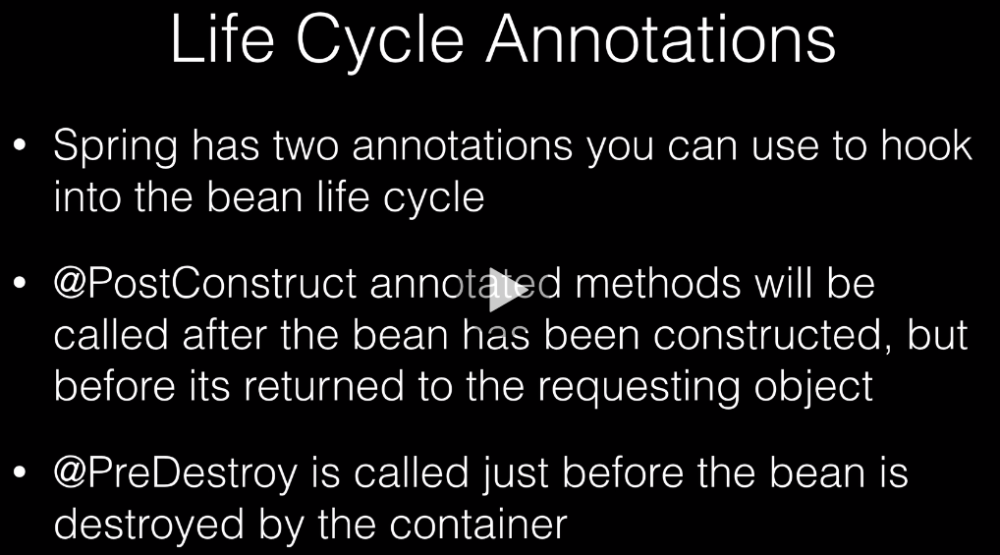 Life Cycle Annotations
• Spring has two annotations you can use to hook
into the bean life cycle
• @PostConstruct annotated methods will be
called after the bean has been constructed, but
before its returned to the requesting object
• @PreDestroy is called just before the bean is
destroyed by the container